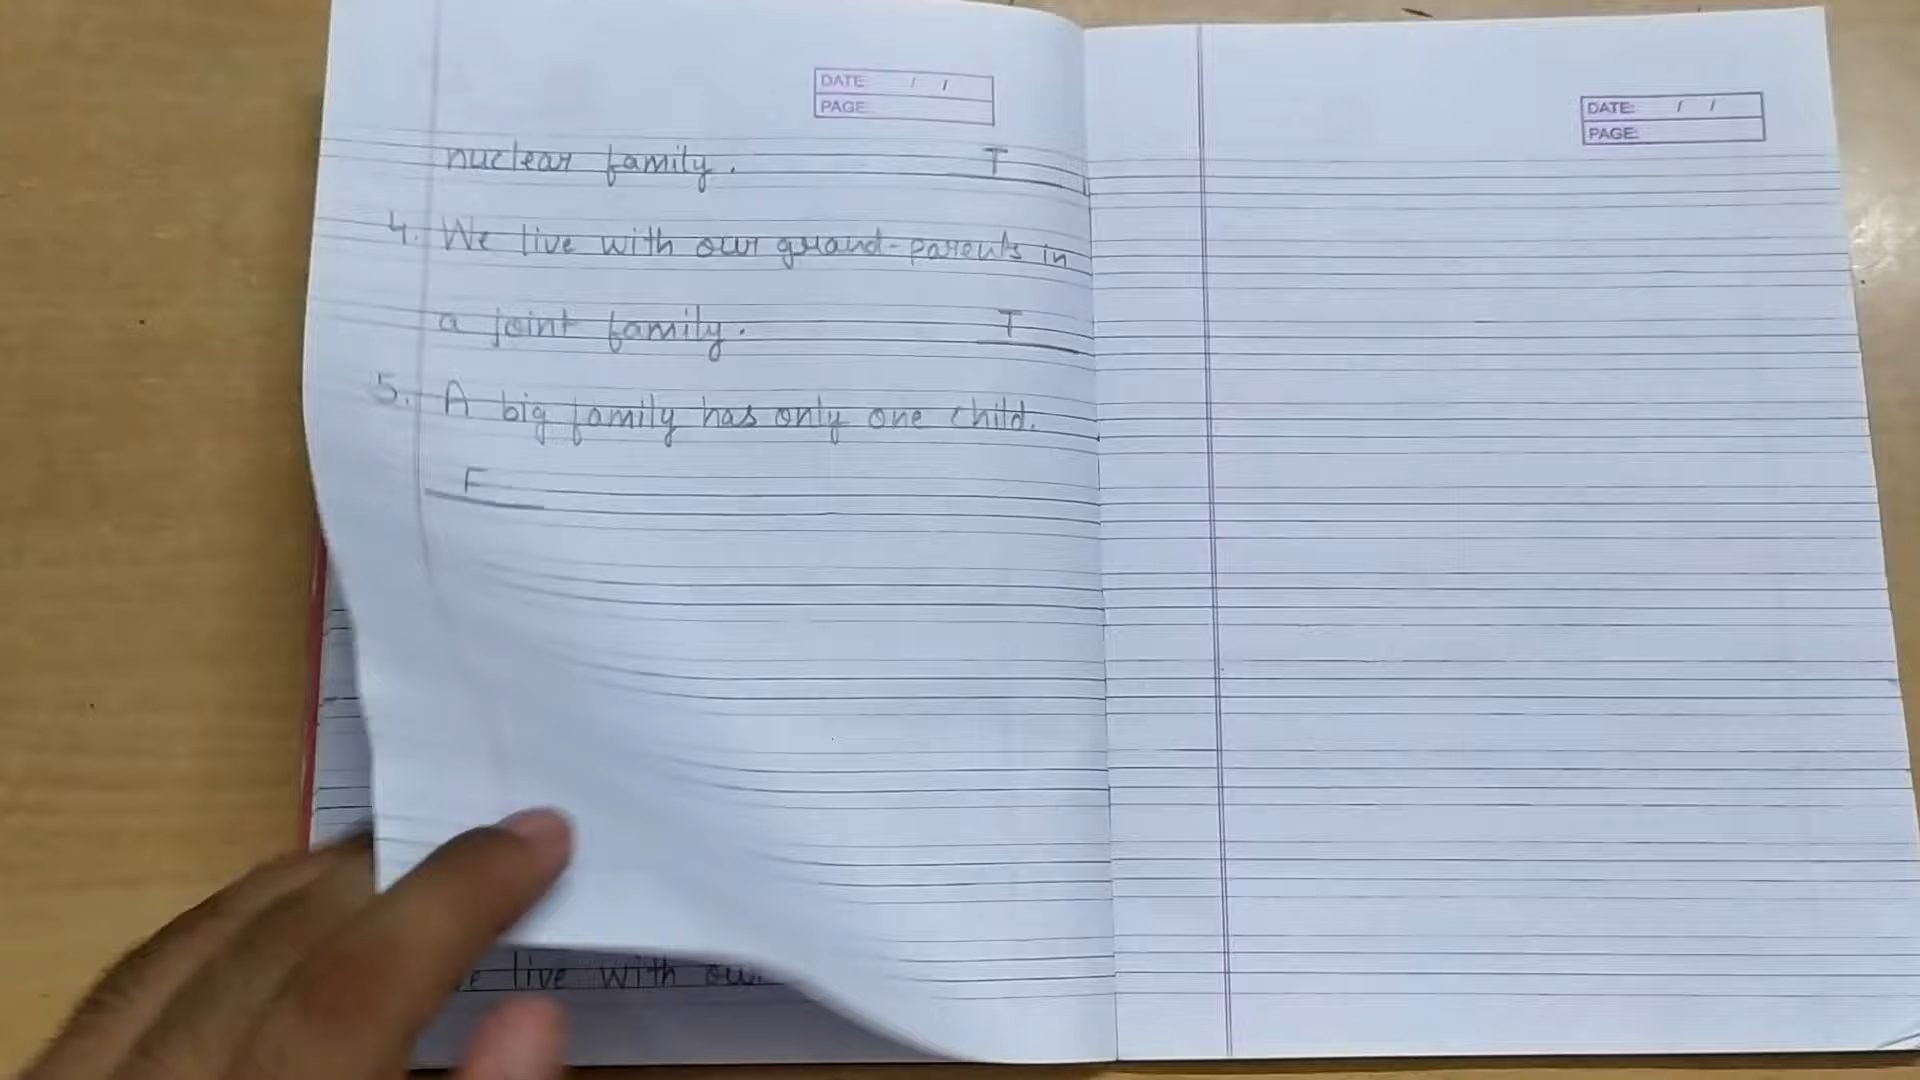 DATE / /
PAGE
nuclear family. T
4. We live with our grand-parents in
a joint family. T
5. A big family has only one child.
F
live with
DATE: / /
PAGE: